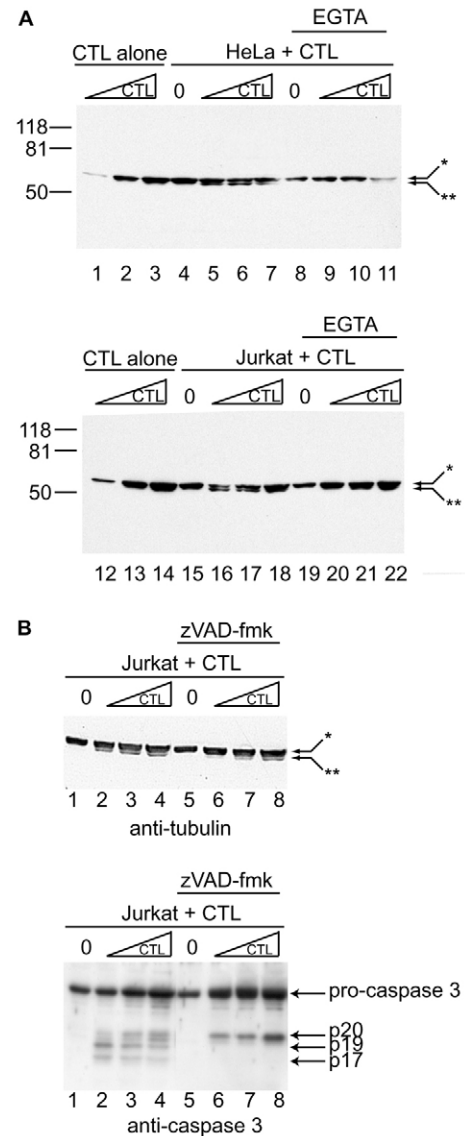 A
EGTA
CTL alone HeLa + CTL
CTL 0 CTL 0 CTL
118
81
50
*
**
1 2 3 4 5 6 7 8 9 10 11
EGTA
CTL alone Jurkat + CTL
CTL 0 CTL 0 CTL
118
81
50
*
**
12 13 14 15 16 17 18 19 20 21 22
B
zVAD-fmk
Jurkat + CTL
0 CTL 0 CTL
*
**
1 2 3 4 5 6 7 8
anti-tubulin
zVAD-fmk
Jurkat + CTL
0 CTL 0 CTL
pro-caspase 3
p20
p19
p17
1 2 3 4 5 6 7 8
anti-caspase 3